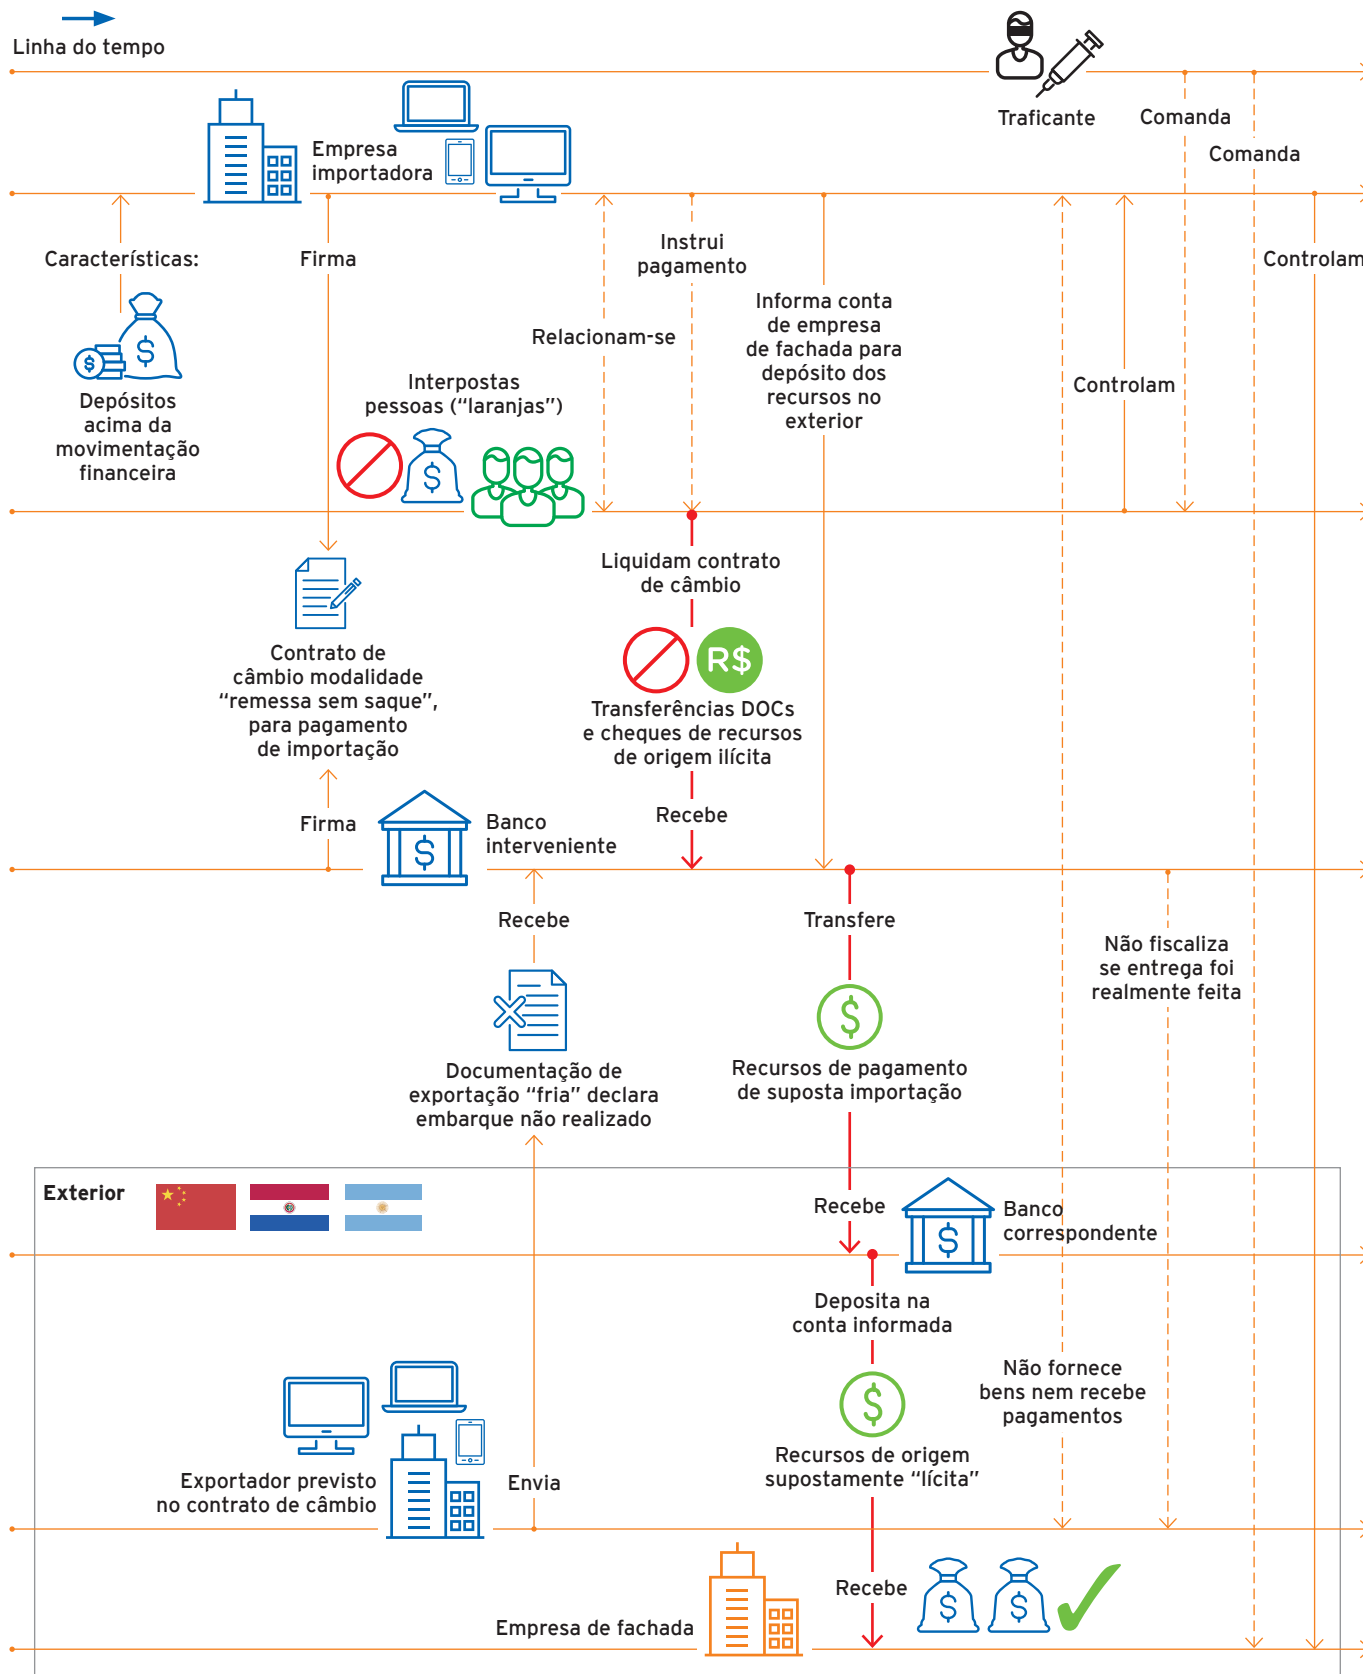 Linha do tempo
Traficante
Comanda
Comanda
Empresa
importadora
Características:
Firma
Instrui
pagamento
Controlam
Relacionam-se
Informa conta
de empresa
de fachada para
depósito dos
recursos no
exterior
Controlam
Depósitos
acima da
movimentação
financeira
Interpostas
pessoas (“laranjas”)
$
$
$
Liquidam contrato
de câmbio
R$
Transferências DOCs
e cheques de recursos
de origem ilícita
Contrato de
câmbio modalidade
“remessa sem saque”,
para pagamento
de importação
Firma
$
Banco
interveniente
Recebe
Recebe
Transfere
Não fiscaliza
se entrega foi
realmente feita
$
Documentação de
exportação “fria” declara
embarque não realizado
Recursos de pagamento
de suposta importação
Exterior
Recebe
$
Banco
correspondente
Deposita na
conta informada
$
Não fornece
bens nem recebe
pagamentos
Recursos de origem
supostamente “lícita”
Exportador previsto
no contrato de câmbio
Envia
Recebe
$
$
Empresa de fachada